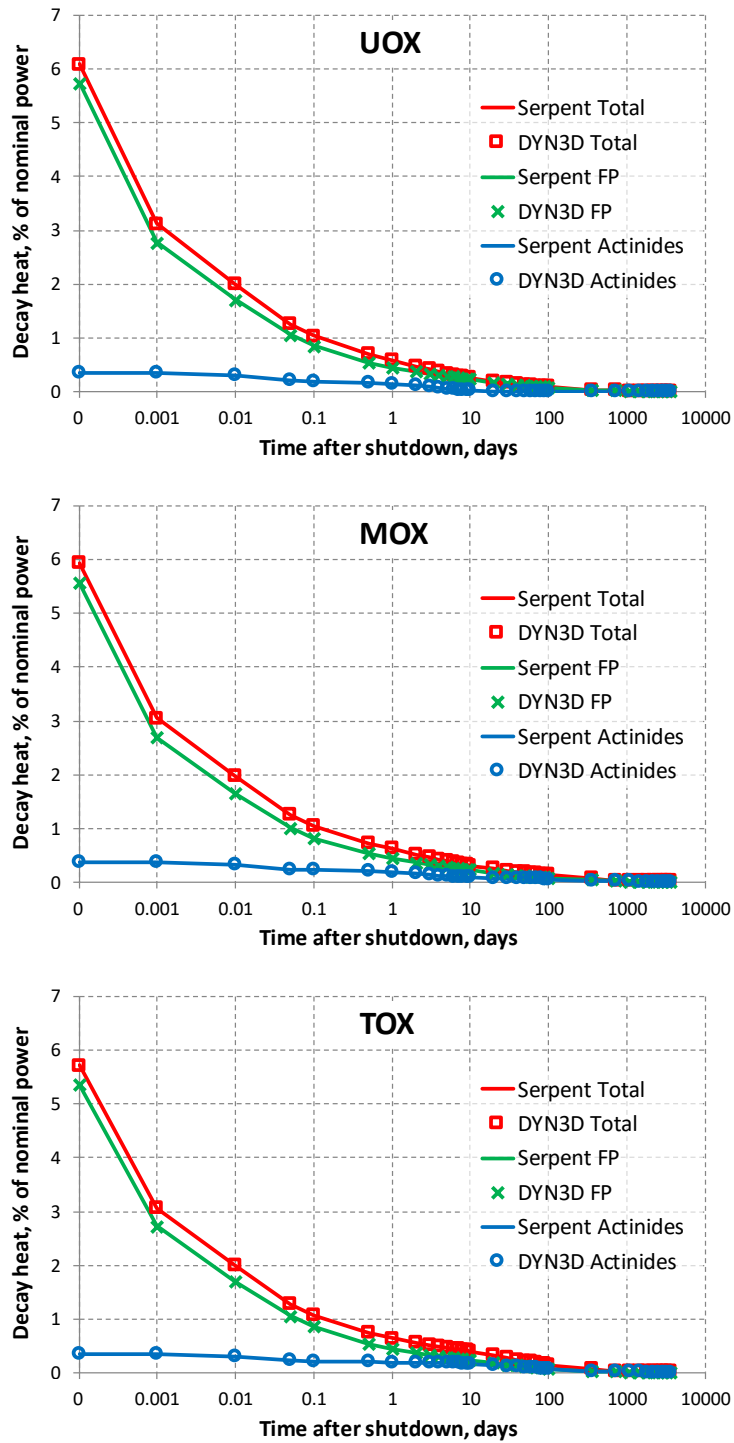 UOX
Decay heat, % of nominal power
7
6
5
4
3
2
1
0
Serpent Total
DYN3D Total
Serpent FP
DYN3D FP
Serpent Actinides
DYN3D Actinides
0 0.001 0.01 0.1 1 10 100 1000 10000
Time after shutdown, days
MOX
Decay heat, % of nominal power
7
6
5
4
3
2
1
0
Serpent Total
DYN3D Total
Serpent FP
DYN3D FP
Serpent Actinides
DYN3D Actinides
0 0.001 0.01 0.1 1 10 100 1000 10000
Time after shutdown, days
TOX
Decay heat, % of nominal power
7
6
5
4
3
2
1
0
Serpent Total
DYN3D Total
Serpent FP
DYN3D FP
Serpent Actinides
DYN3D Actinides
0 0.001 0.01 0.1 1 10 100 1000 10000
Time after shutdown, days